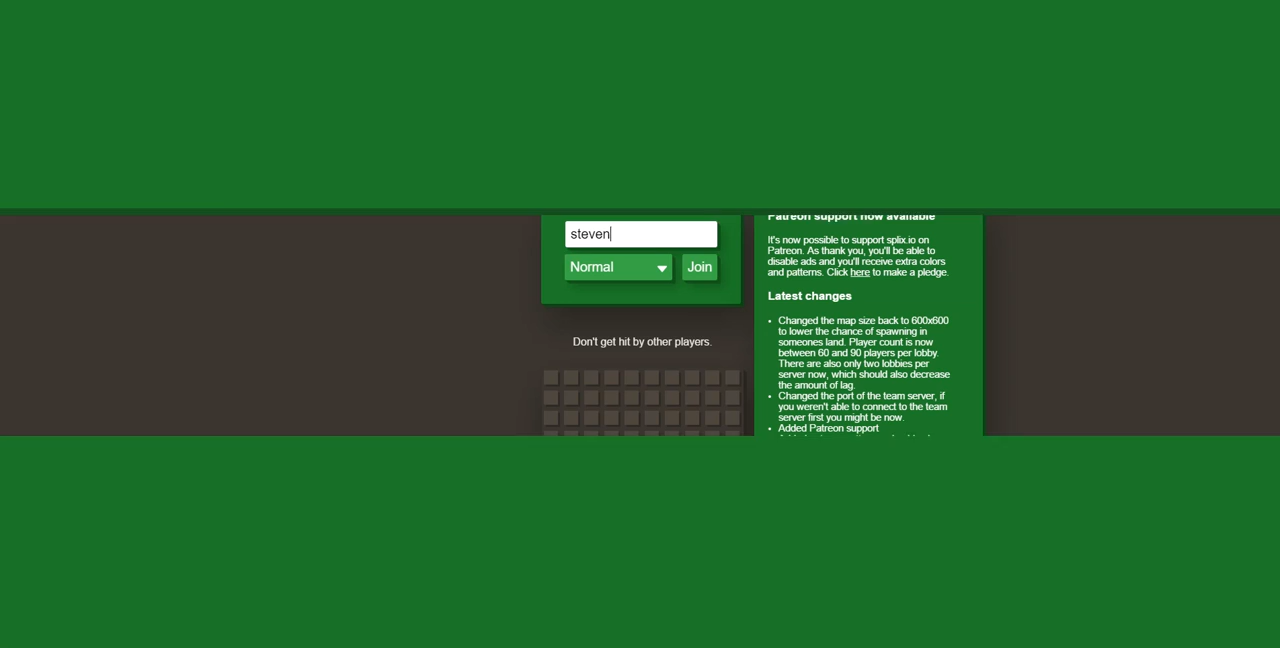 steven
Normal
Join
Don't get hit by other players.
Patreon support now available
It's now possible to support splix.io on
Patreon. As thank you, you'll be able to
disable ads and you'll receive extra colors
and patterns. Click here to make a pledge.
Latest changes
• Changed the map size back to 600x600
to lower the chance of spawning in
someones land. Player count is now
between 60 and 90 players per lobby.
There are also only two lobbies per
server now, which should also decrease
the amount of lag.
• Changed the port of the team server, if
you weren't able to connect to the team
server first you might be now.
• Added Patreon support